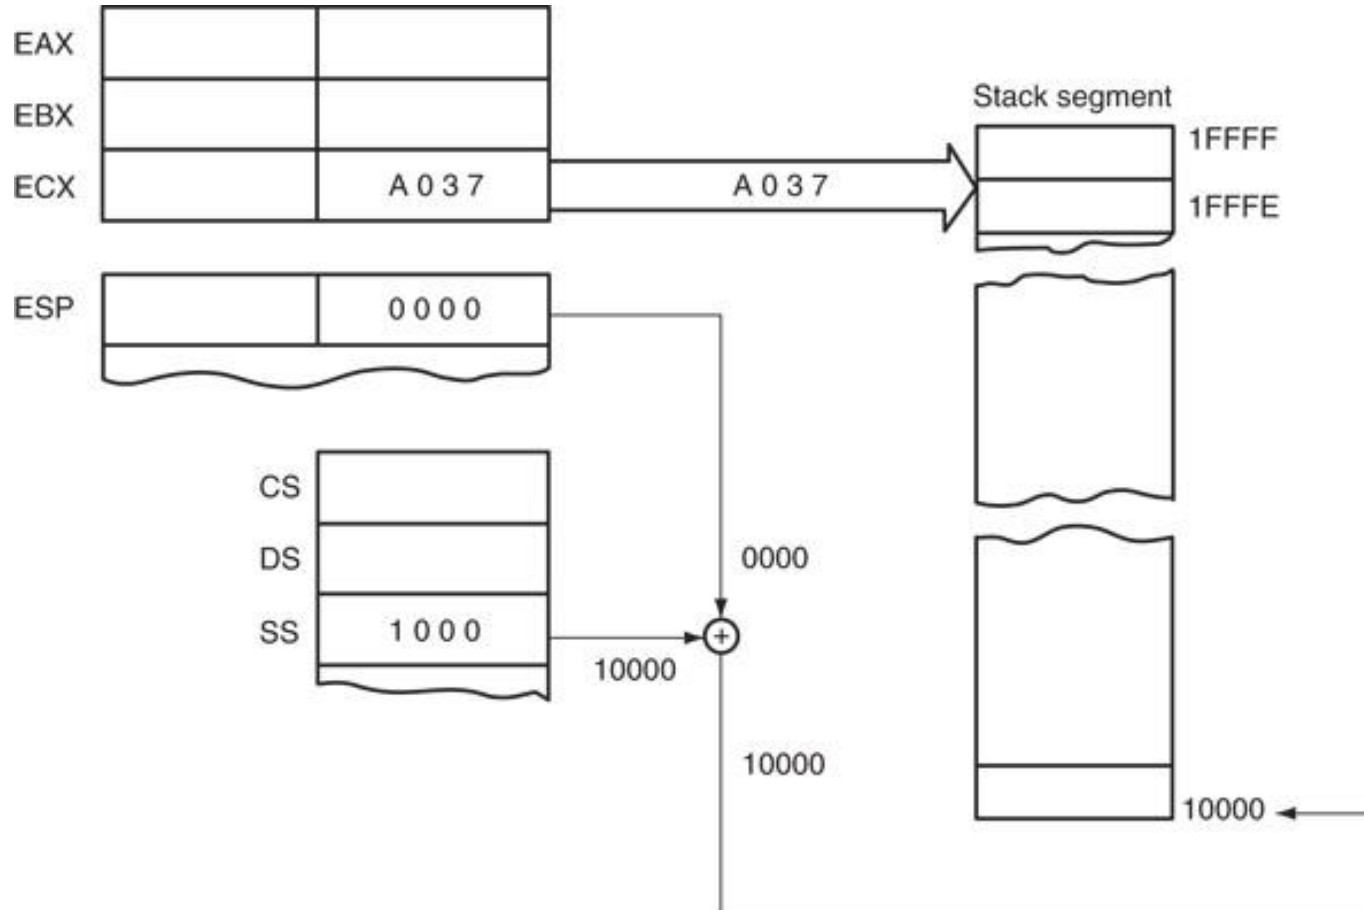 EAX
Stack segment
EBX
1FFFF
ECX
A 0 3 7
A 0 3 7
1FFFE
ESP
0 0 0 0
CS
DS
0000
SS
1 0 0 0
+
10000
10000
10000